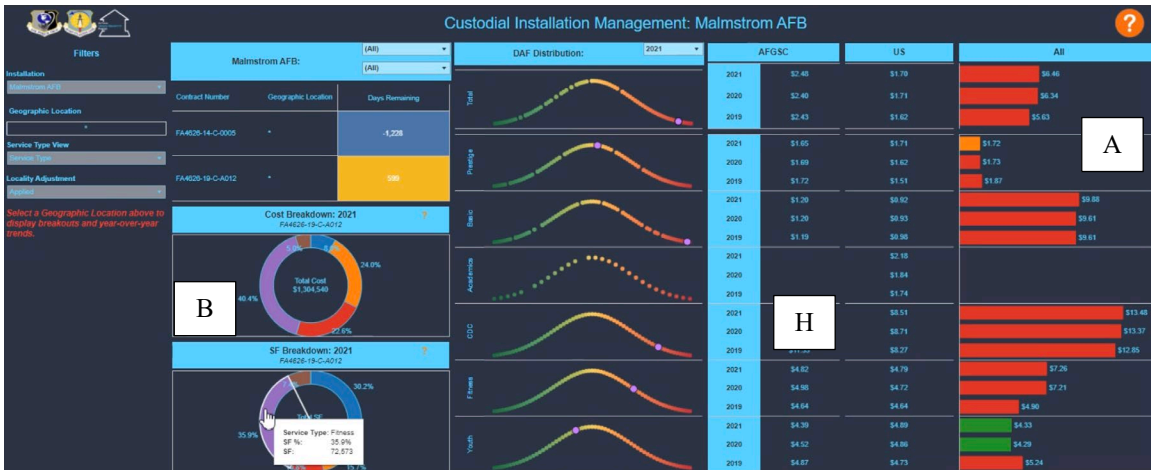 Custodial Installation Management: Malmstrom AFB
?
Filters
Installation
Malmstrom AFB
Geographic Location
*
Service Type View
Service Type
Locality Adjustment
Applied
Select a Geographic Location above to
display breakouts and year-over-year
trends.
Malmstrom AFB:
(All)
(All)
Contract Number Geographic Location Days Remaining
FA4626-14-C-0005 * -1,228
FA4626-19-C-A012 * 599
Cost Breakdown: 2021 ?
FA4626-19-C-A012
24.0%
Total Cost
$1,304,540
40.4%
22.6%
B
SF Breakdown: 2021 ?
FA4626-19-C-A012
30.2%
Total SF
35.9%
15.7%
Service Type: Fitness
SF %: 35.9%
SF: 72,573
DAF Distribution: 2021
Total
Prestige
Basic
Academics
CDC
Fitness
Youth
AFGSC US All
2021 $2.48 $1.70 $6.46
2020 $2.40 $1.71 $6.34
2019 $2.43 $1.62 $5.63
A
2021 $1.65 $1.71 $1.72
2020 $1.69 $1.62 $1.73
2019 $1.72 $1.51 $1.87
2021 $1.20 $0.92 $9.88
2020 $1.20 $0.93 $9.61
2019 $1.19 $0.98 $9.61
2021 $2.18
2020 $1.84
2019 $1.74
H
2021 $8.51 $13.48
2020 $8.71 $13.37
2019 $8.27 $12.85
2021 $4.82 $4.79 $7.26
2020 $4.98 $4.72 $7.21
2019 $4.64 $4.64 $4.90
2021 $4.39 $4.89 $4.33
2020 $4.52 $4.86 $4.29
2019 $4.87 $4.73 $5.24